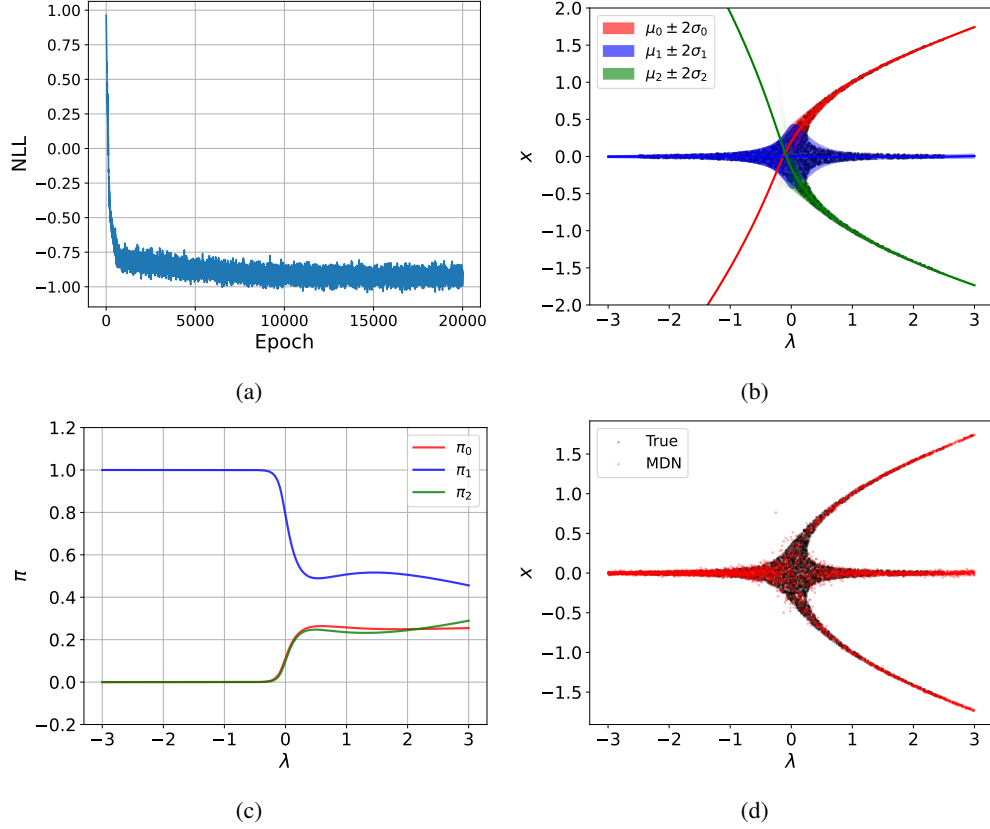 1.00
0.75
0.50
0.25
0.00
−0.25
−0.50
−0.75
−1.00
NLL
0 5000 10000 15000 20000
Epoch
(a)
2.0
1.5
1.0
0.5
0.0
−0.5
−1.0
−1.5
−2.0
x
μ₀ ± 2σ₀
μ₁ ± 2σ₁
μ₂ ± 2σ₂
−3 −2 −1 0 1 2 3
λ
(b)
1.2
1.0
0.8
0.6
0.4
0.2
0.0
−0.2
π
π₀
π₁
π₂
−3 −2 −1 0 1 2 3
λ
(c)
1.5
1.0
0.5
0.0
−0.5
−1.0
−1.5
x
True
MDN
−3 −2 −1 0 1 2 3
λ
(d)